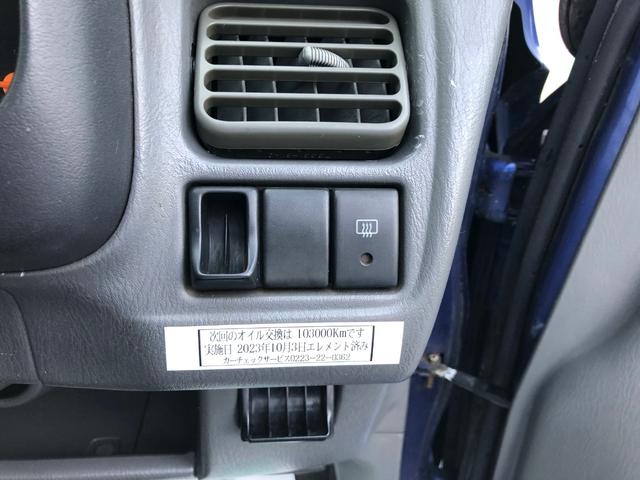 次回のオイル交換は 103000Kmです
実施日 2023年10月3日エレメント済み
カーチェックサービス0223-22-0362